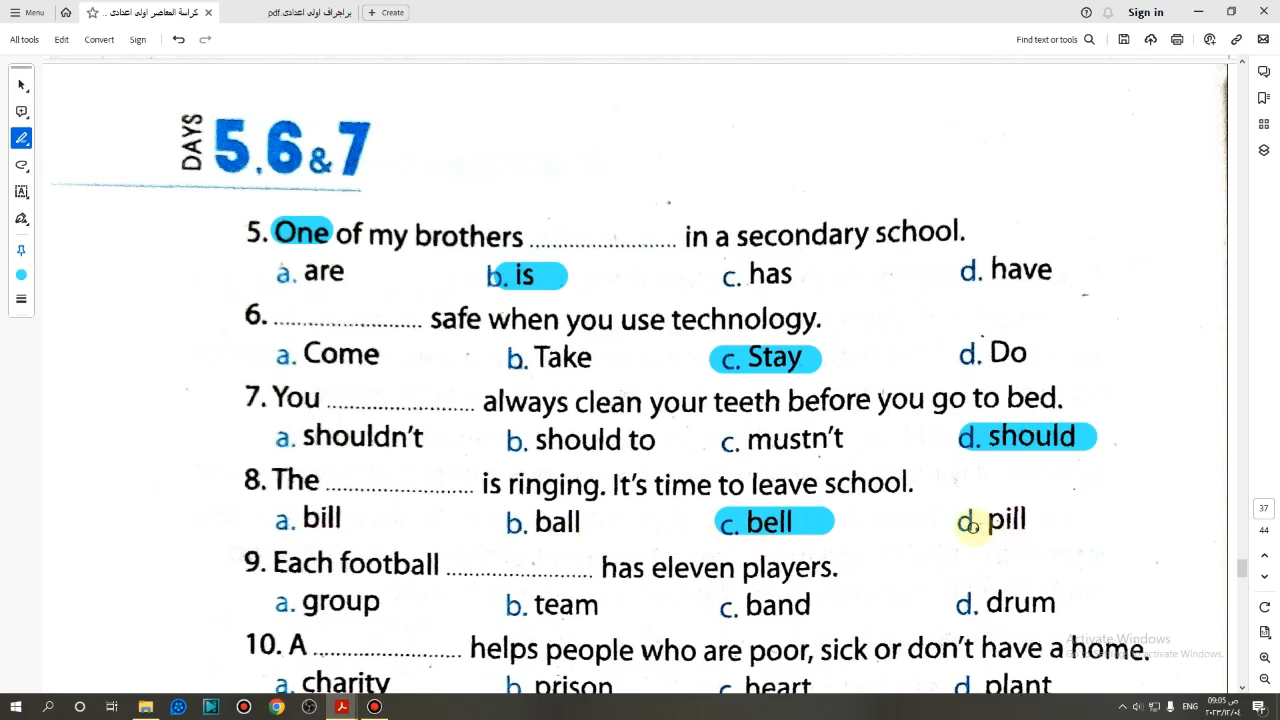 Menu
كراسة المعاصر اولى اعدادى ..
براجراف اولى اعدادى.pdf
Create
Sign in
All tools Edit Convert Sign
Find text or tools
DAYS 5,6 & 7
5. One of my brothers ........................ in a secondary school.
a. are b. is c. has d. have
6. ........................ safe when you use technology.
a. Come b. Take c. Stay d. Do
7. You ........................ always clean your teeth before you go to bed.
a. shouldn't b. should to c. mustn't d. should
8. The ........................ is ringing. It's time to leave school.
a. bill b. ball c. bell d. pill
9. Each football ........................ has eleven players.
a. group b. team c. band d. drum
10. A ........................ helps people who are poor, sick or don't have a home.
a. charity b. prison c. heart d. plant
37
44
Activate Windows
ENG
09:05 ص
٢٠٢٣/١٢/٠٤